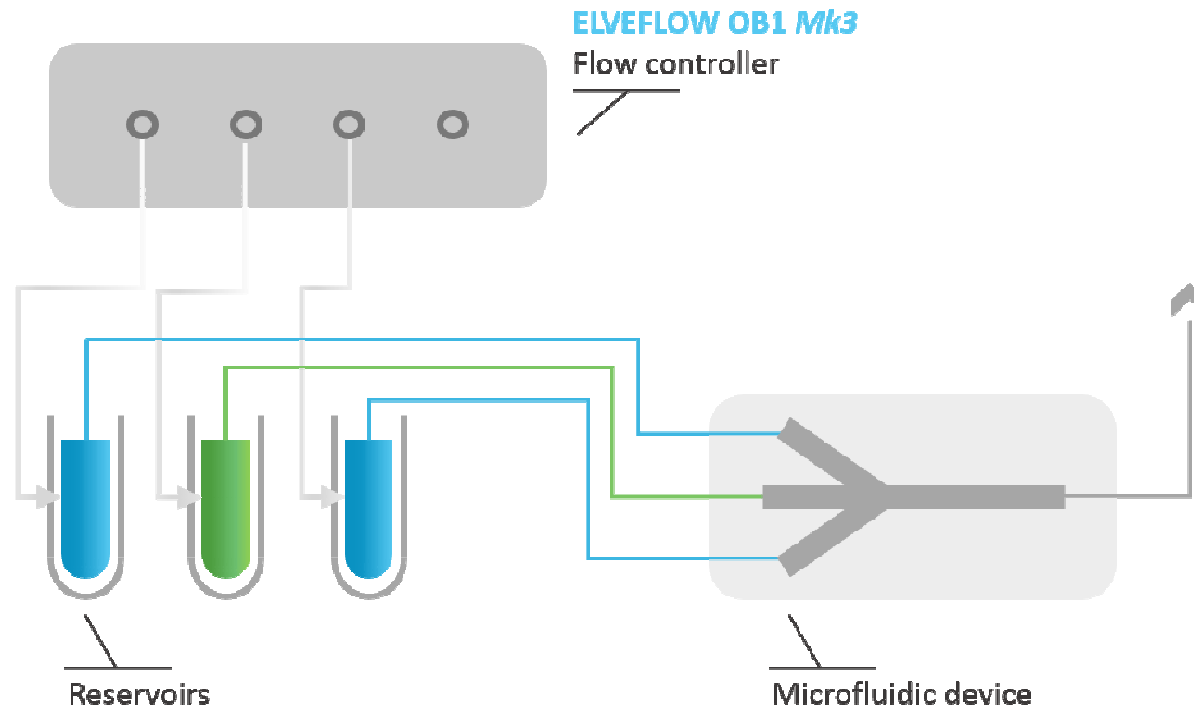 ELVEFLOW OB1 Mk3
Flow controller
Reservoirs
Microfluidic device